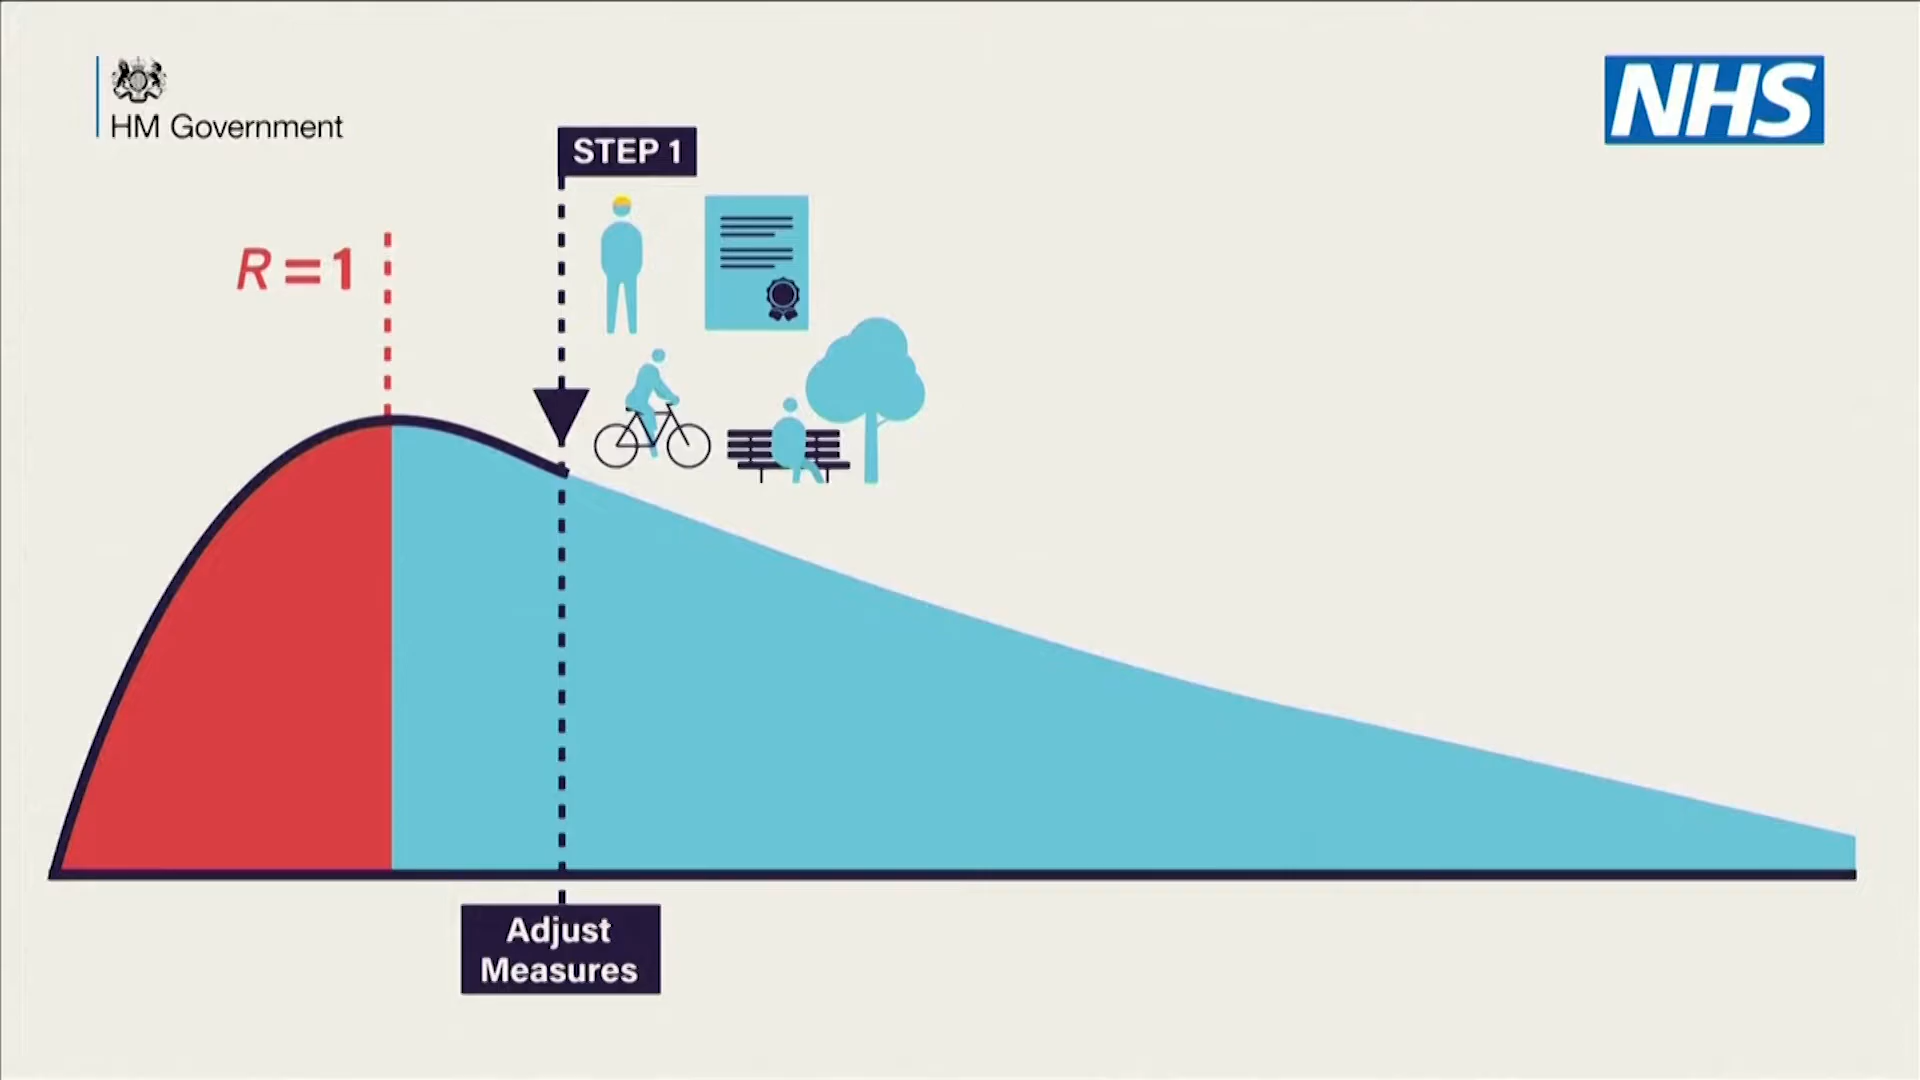 HM Government
NHS
STEP 1
R=1
Adjust
Measures